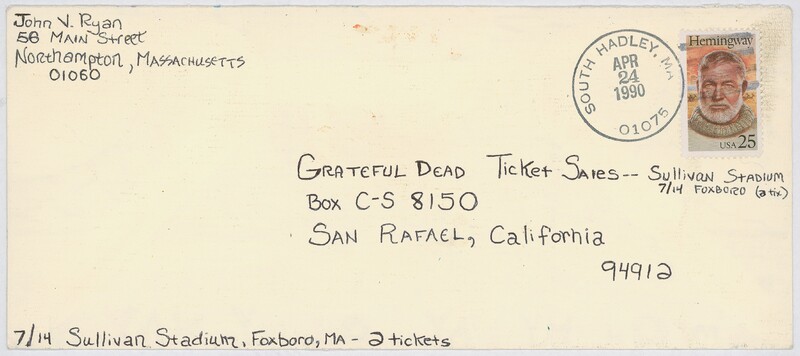 John V. Ryan
56 Main Street
Northampton, Massachusetts
01060
SOUTH HADLEY, MA
APR
24
1990
01075
Hemingway
USA 25
Grateful Dead Ticket Sales -- Sullivan Stadium
7/14 Foxboro (2 tix)
Box C-S 8150
San Rafael, California
94912
7/14 Sullivan Stadium, Foxboro, MA - 2 tickets